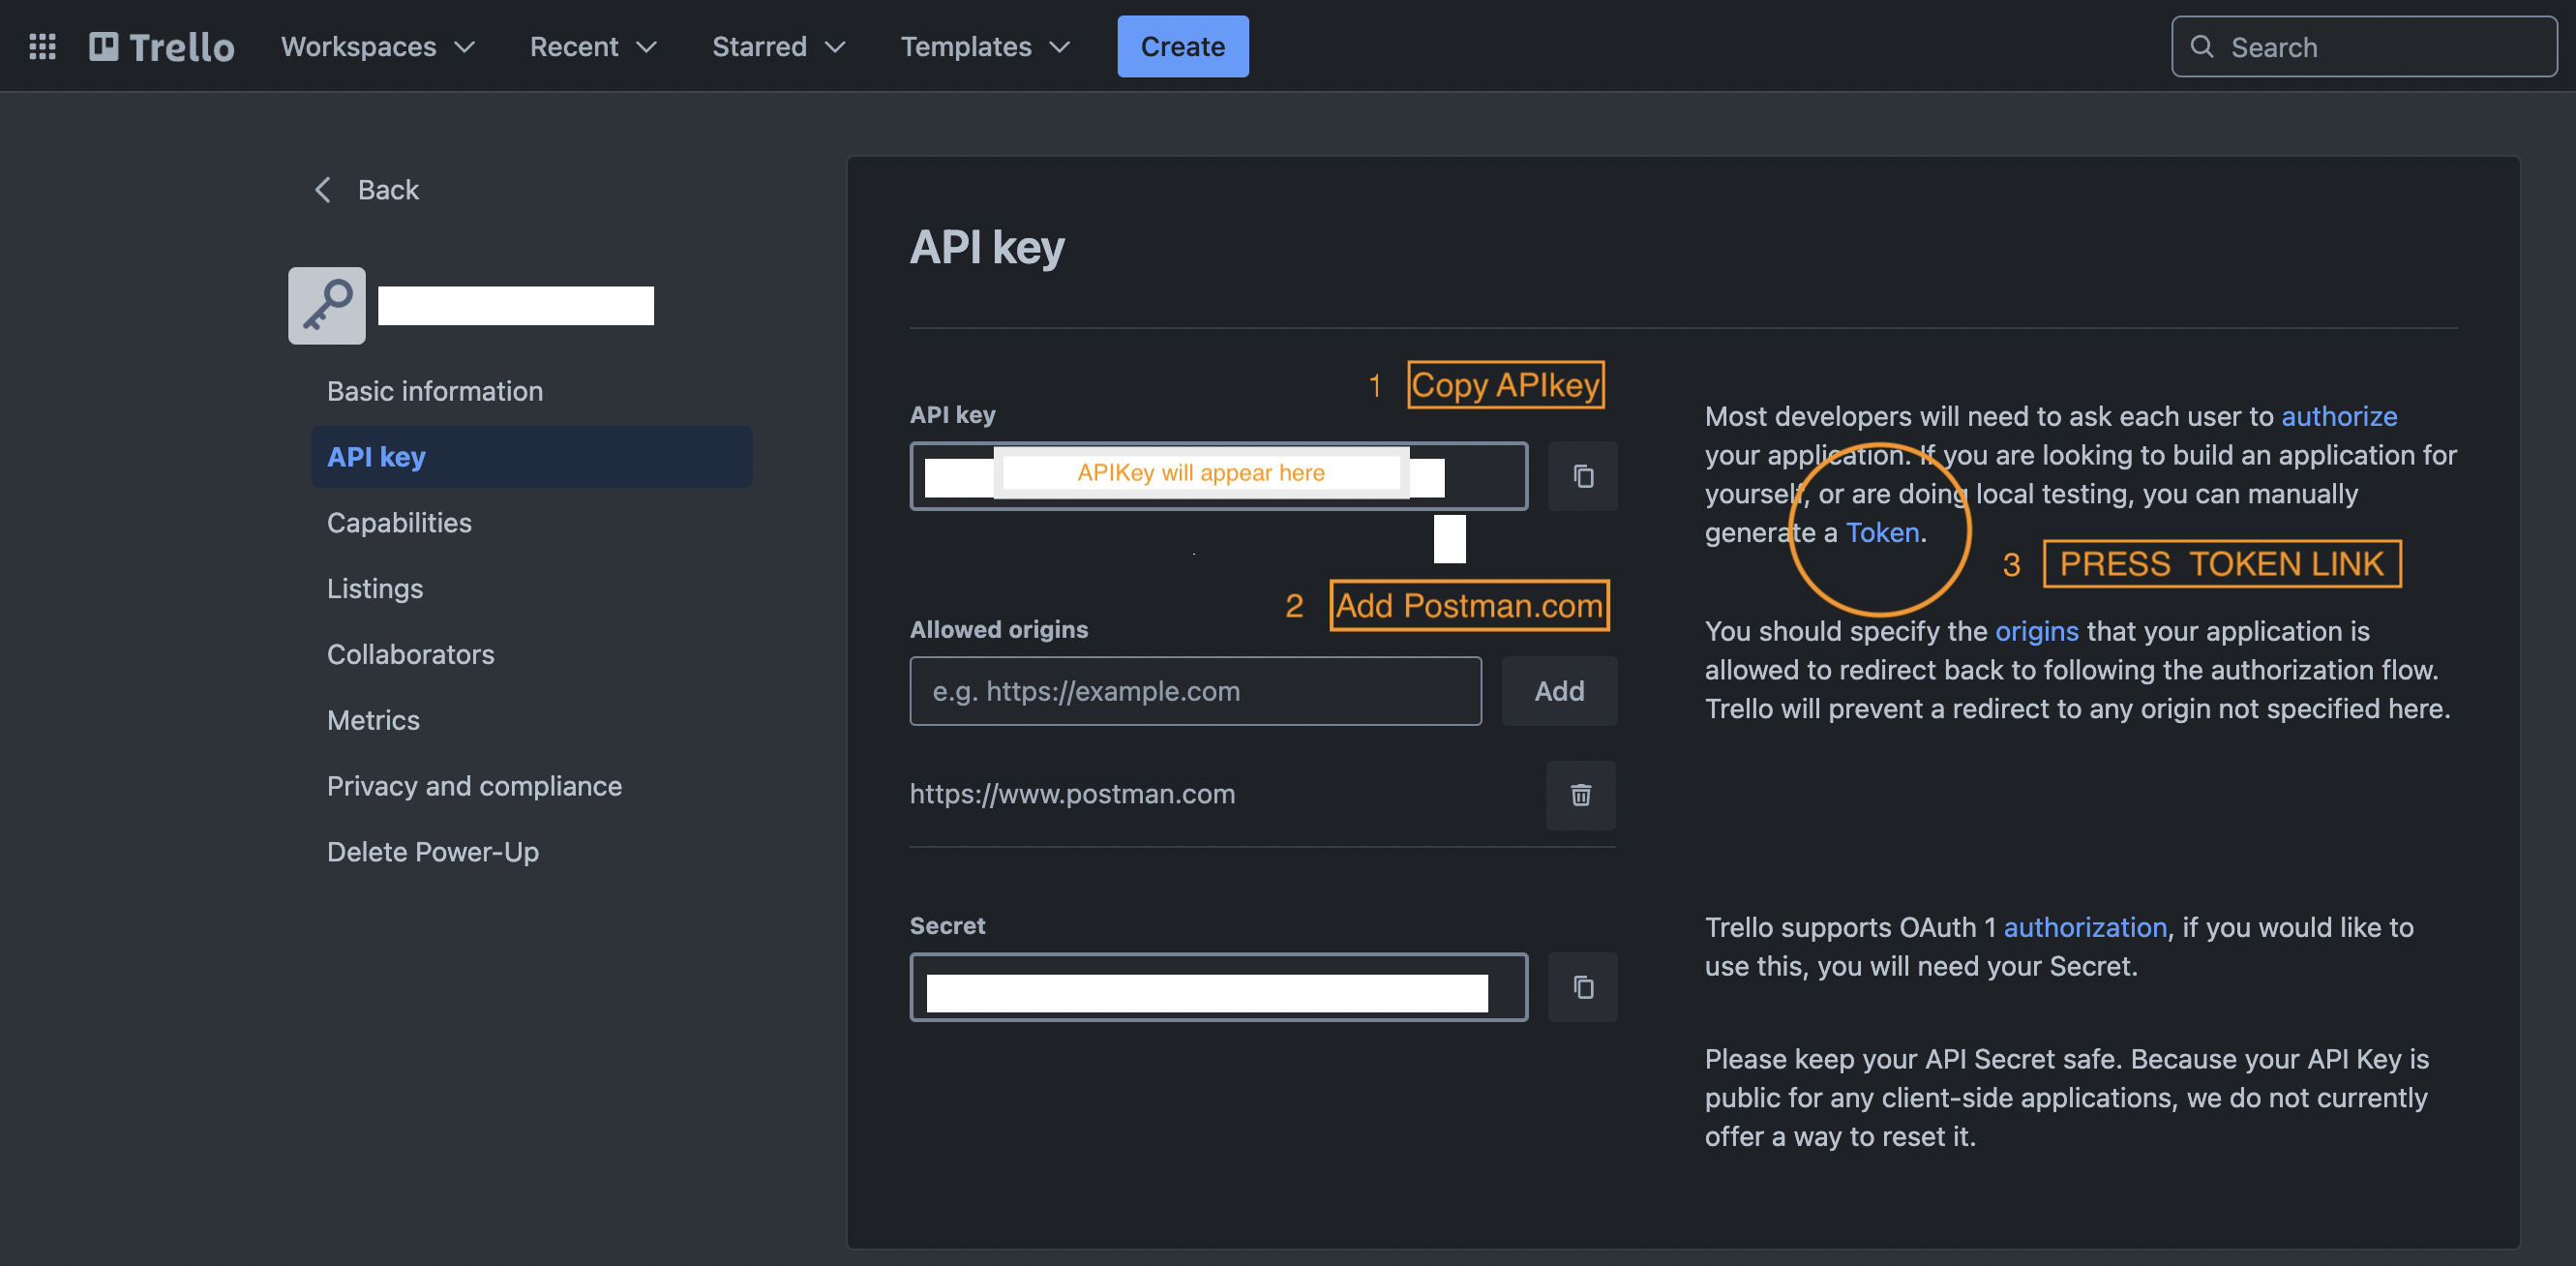 Trello
Workspaces
Recent
Starred
Templates
Create
Search
Back
Basic information
API key
Capabilities
Listings
Collaborators
Metrics
Privacy and compliance
Delete Power-Up
API key
1 Copy APIkey
API key
APIKey will appear here
2 Add Postman.com
Allowed origins
e.g. https://example.com
Add
https://www.postman.com
Secret
Most developers will need to ask each user to authorize
your application. If you are looking to build an application for
yourself, or are doing local testing, you can manually
generate a Token.
3 PRESS TOKEN LINK
You should specify the origins that your application is
allowed to redirect back to following the authorization flow.
Trello will prevent a redirect to any origin not specified here.
Trello supports OAuth 1 authorization, if you would like to
use this, you will need your Secret.
Please keep your API Secret safe. Because your API Key is
public for any client-side applications, we do not currently
offer a way to reset it.